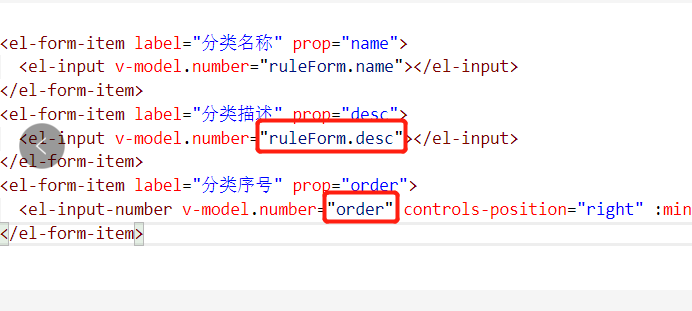 <el-form-item label="分类名称" prop="name">
<el-input v-model.number="ruleForm.name"></el-input>
</el-form-item>
<el-form-item label="分类描述" prop="desc">
<el-input v-model.number="ruleForm.desc"></el-input>
</el-form-item>
<el-form-item label="分类序号" prop="order">
<el-input-number v-model.number="order" controls-position="right" :min
</el-form-item>